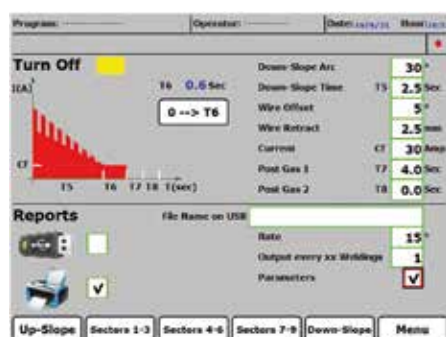 Program:
Operator:
Date:
Hour:
Turn Off
I(A)
T6 0.6 Sec
0 --> T6
CT
T5 T6 T7 T8 T(sec)
Down-Slope Arc 30 °
Down-Slope Time T5 2.5 Sec
Wire Offset 5 °
Wire Retract 2.5 mm
Current CT 30 Amp
Post Gas 1 T7 4.0 Sec
Post Gas 2 T8 0.0 Sec
Reports
File Name on USB
Rate 15 °
Output every xx Weldings 1
Parameters
Up-Slope
Sectors 1-3
Sectors 4-6
Sectors 7-9
Down-Slope
Menu